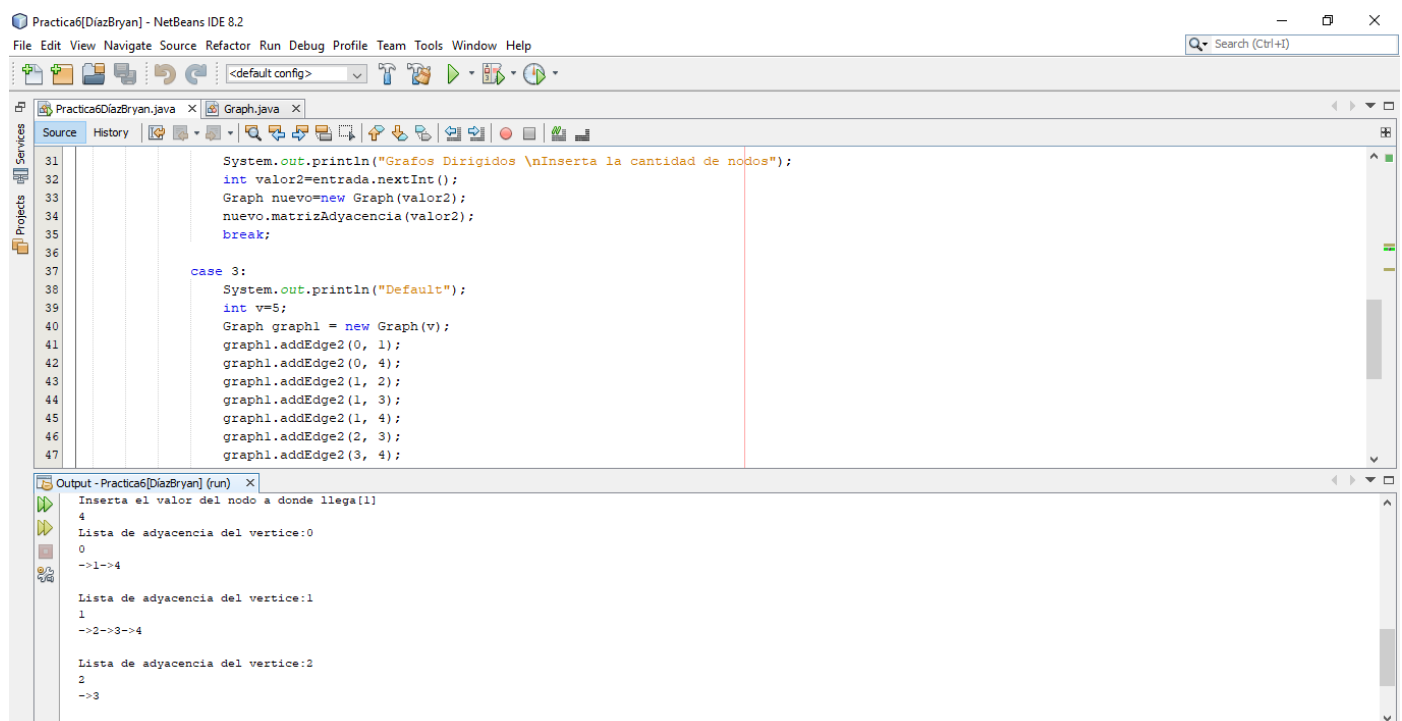 Practica6[DíazBryan] - NetBeans IDE 8.2
File Edit View Navigate Source Refactor Run Debug Profile Team Tools Window Help
Search (Ctrl+I)
<default config>
Practica6DíazBryan.java
Graph.java
Source History
Services
Projects
31 System.out.println("Grafos Dirigidos \nInserta la cantidad de nodos");
32 int valor2=entrada.nextInt();
33 Graph nuevo=new Graph(valor2);
34 nuevo.matrizAdyacencia(valor2);
35 break;
36
37 case 3:
38 System.out.println("Default");
39 int v=5;
40 Graph graph1 = new Graph(v);
41 graph1.addEdge2(0, 1);
42 graph1.addEdge2(0, 4);
43 graph1.addEdge2(1, 2);
44 graph1.addEdge2(1, 3);
45 graph1.addEdge2(1, 4);
46 graph1.addEdge2(2, 3);
47 graph1.addEdge2(3, 4);
Output - Practica6[DíazBryan] (run)
Inserta el valor del nodo a donde llega[1]
4
Lista de adyacencia del vertice:0
0
->1->4
Lista de adyacencia del vertice:1
1
->2->3->4
Lista de adyacencia del vertice:2
2
->3